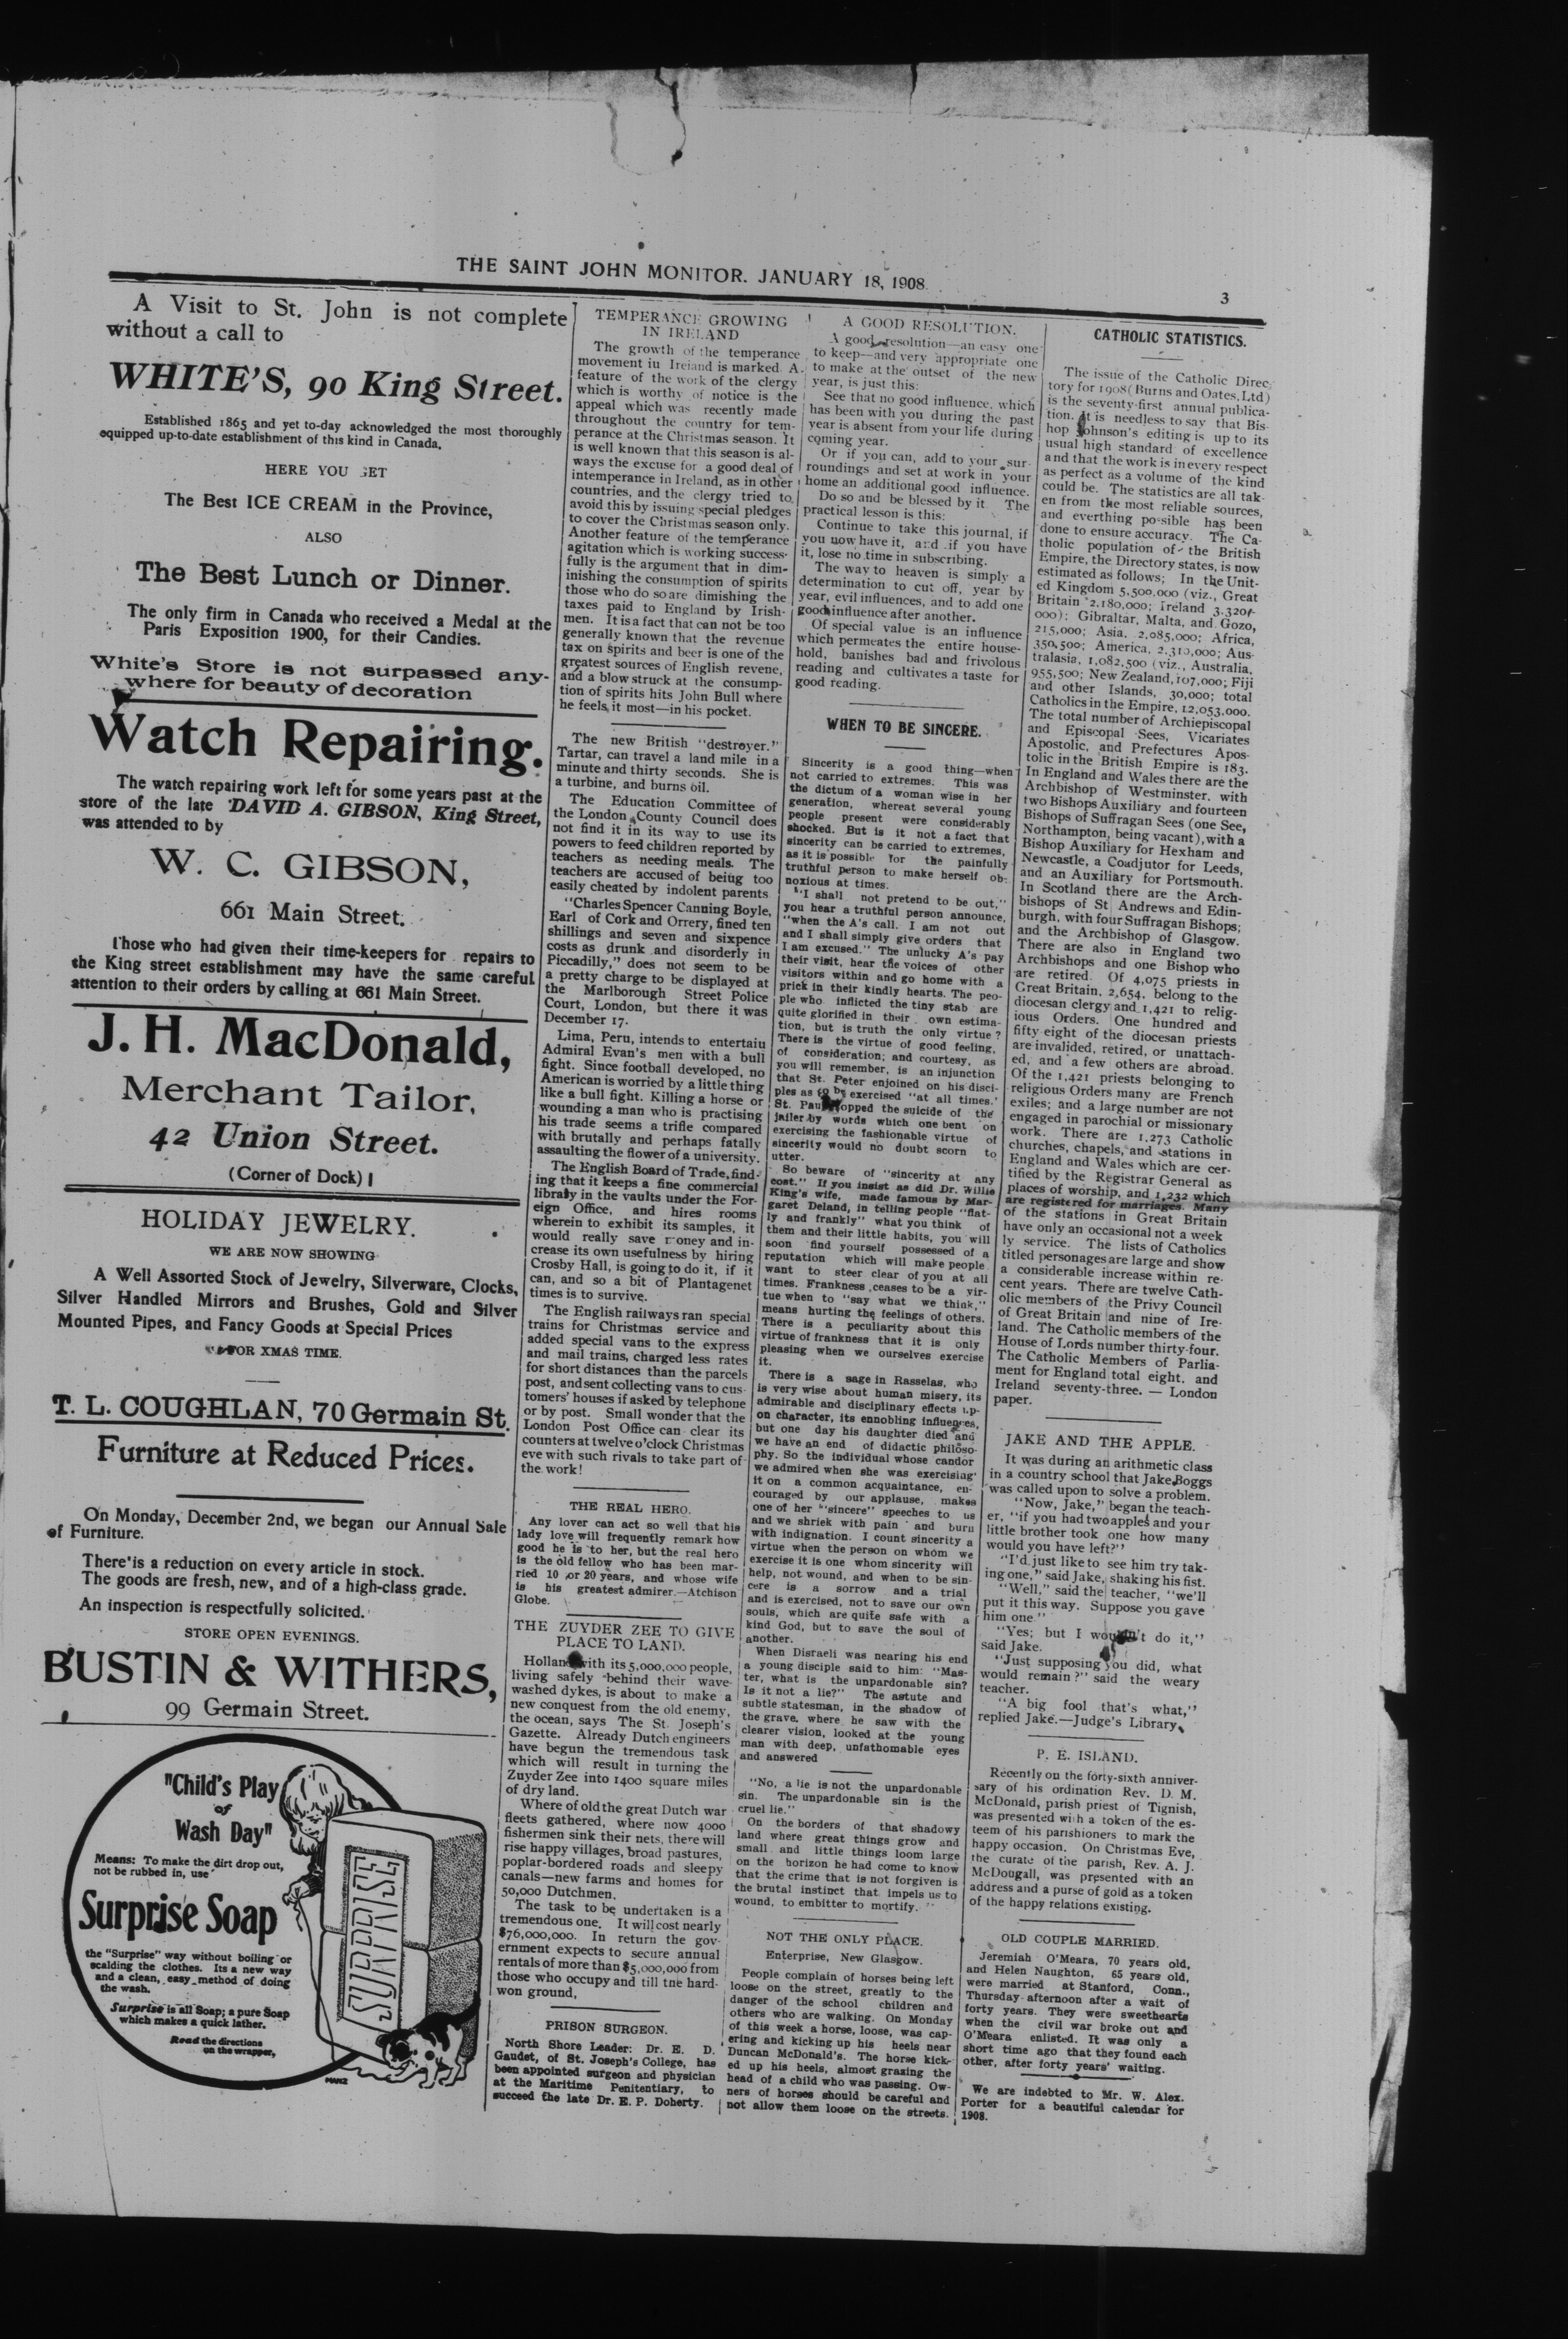 THE SAINT JOHN MONITOR. JANUARY 18, 1908.
3
A Visit to St. John is not complete
without a call to
WHITE'S, 90 King Street.
Established 1865 and yet to-day acknowledged the most thoroughly
equipped up-to-date establishment of this kind in Canada.
HERE YOU GET
The Best ICE CREAM in the Province,
ALSO
The Best Lunch or Dinner.
The only firm in Canada who received a Medal at the
Paris Exposition 1900, for their Candies.
White's Store is not surpassed any-
where for beauty of decoration
Watch Repairing.
The watch repairing work left for some years past at the
store of the late DAVID A. GIBSON, King Street,
was attended to by
W. C. GIBSON,
661 Main Street.
Those who had given their time-keepers for repairs to
the King street establishment may have the same careful
attention to their orders by calling at 661 Main Street.
J. H. MacDonald,
Merchant Tailor,
42 Union Street.
(Corner of Dock)
HOLIDAY JEWELRY.
WE ARE NOW SHOWING
A Well Assorted Stock of Jewelry, Silverware, Clocks,
Silver Handled Mirrors and Brushes, Gold and Silver
Mounted Pipes, and Fancy Goods at Special Prices
FOR XMAS TIME.
T. L. COUGHLAN, 70 Germain St.
Furniture at Reduced Prices.
On Monday, December 2nd, we began our Annual Sale
of Furniture.
There is a reduction on every article in stock.
The goods are fresh, new, and of a high-class grade.
An inspection is respectfully solicited.
STORE OPEN EVENINGS.
BUSTIN & WITHERS,
99 Germain Street.
"Child's Play
of
Wash Day"
Means: To make the dirt drop out,
not be rubbed in, use
Surprise Soap
the "Surprise" way without boiling or
scalding the clothes. Its a new way
and a clean, easy method of doing
the wash.
Surprise is all Soap; a pure Soap
which makes a quick lather.
Read the directions
on the wrapper,
SURPRISE
SURPRISE
TEMPERANCE GROWING
IN IRELAND
The growth of the temperance
movement iu Ireiand is marked. A
feature of the work of the clergy
which is worthy of notice is the
appeal which was recently made
throughout the country for tem-
perance at the Christmas season. It
is well known that this season is al-
ways the excuse for a good deal of
intemperance in Ireland, as in other
countries, and the clergy tried to
avoid this by issuing special pledges
to cover the Christmas season only.
Another feature of the temperance
agitation which is working success-
fully is the argument that in dim-
inishing the consumption of spirits
those who do so are dimishing the
taxes paid to England by Irish-
men. It is a fact that can not be too
generally known that the revenue
tax on spirits and beer is one of the
greatest sources of English revene,
and a blow struck at the consump-
tion of spirits hits John Bull where
he feels it most—in his pocket.
The new British "destroyer."
Tartar, can travel a land mile in a
minute and thirty seconds. She is
a turbine, and burns oil.
The Education Committee of
the London County Council does
not find it in its way to use its
powers to feed children reported by
teachers as needing meals. The
teachers are accused of being too
easily cheated by indolent parents
"Charles Spencer Canning Boyle,
Earl of Cork and Orrery, fined ten
shillings and seven and sixpence
costs as drunk and disorderly in
Piccadilly," does not seem to be
a pretty charge to be displayed at
the Marlborough Street Police
Court, London, but there it was
December 17.
Lima, Peru, intends to entertaiu
Admiral Evan's men with a bull
fight. Since football developed, no
American is worried by a little thing
like a bull fight. Killing a horse or
wounding a man who is practising
his trade seems a trifle compared
with brutally and perhaps fatally
assaulting the flower of a university.
The English Board of Trade, find-
ing that it keeps a fine commercial
library in the vaults under the For-
eign Office, and hires rooms
wherein to exhibit its samples, it
would really save money and in-
crease its own usefulness by hiring
Crosby Hall, is going to do it, if it
can, and so a bit of Plantagenet
times is to survive.
The English railways ran special
trains for Christmas service and
added special vans to the express
and mail trains, charged less rates
for short distances than the parcels
post, and sent collecting vans to cus-
tomers' houses if asked by telephone
or by post. Small wonder that the
London Post Office can clear its
counters at twelve o'clock Christmas
eve with such rivals to take part of
the work!
THE REAL HERO.
Any lover can act so well that his
lady love will frequently remark how
good he is to her, but the real hero
is the old fellow who has been mar-
ried 10 or 20 years, and whose wife
is his greatest admirer.—Atchison
Globe.
THE ZUYDER ZEE TO GIVE
PLACE TO LAND.
Holland with its 5,000,000 people,
living safely behind their wave-
washed dykes, is about to make a
new conquest from the old enemy,
the ocean, says The St. Joseph's
Gazette. Already Dutch engineers
have begun the tremendous task
which will result in turning the
Zuyder Zee into 1400 square miles
of dry land.
Where of old the great Dutch war
fleets gathered, where now 4000
fishermen sink their nets, there will
rise happy villages, broad pastures,
poplar-bordered roads and sleepy
canals—new farms and homes for
50,000 Dutchmen.
The task to be undertaken is a
tremendous one. It will cost nearly
$76,000,000. In return the gov-
ernment expects to secure annual
rentals of more than $5,000,000 from
those who occupy and till tne hard-
won ground,
PRISON SURGEON.
North Shore Leader: Dr. E. D.
Gaudet, of St. Joseph's College, has
been appointed surgeon and physician
at the Maritime Penitentiary, to
succeed the late Dr. E. P. Doherty.
A GOOD RESOLUTION.
A good resolution—an easy one
to keep—and very appropriate one
to make at the outset of the new
year, is just this:
See that no good influence, which
has been with you during the past
year is absent from your life during
coming year.
Or if you can, add to your sur-
roundings and set at work in your
home an additional good influence.
Do so and be blessed by it The
practical lesson is this:
Continue to take this journal, if
you now have it, and if you have
it, lose no time in subscribing.
The way to heaven is simply a
determination to cut off, year by
year, evil influences, and to add one
good influence after another.
Of special value is an influence
which permeates the entire house-
hold, banishes bad and frivolous
reading and cultivates a taste for
good reading.
WHEN TO BE SINCERE.
Sincerity is a good thing—when
not carried to extremes. This was
the dictum of a woman wise in her
generation, whereat several young
people present were considerably
shocked. But is it not a fact that
sincerity can be carried to extremes,
as it is possible for the painfully
truthful person to make herself ob-
noxious at times.
"I shall not pretend to be out,"
you hear a truthful person announce,
"when the A's call. I am not out
and I shall simply give orders that
I am excused." The unlucky A's pay
their visit, hear the voices of other
visitors within and go home with a
prick in their kindly hearts. The peo-
ple who inflicted the tiny stab are
quite glorified in their own estima-
tion, but is truth the only virtue?
There is the virtue of good feeling,
of consideration; and courtesy, as
you will remember, is an injunction
that St. Peter enjoined on his disci-
ples as to be exercised "at all times.'
St. Paul stopped the suicide of the
jailer by words which one bent on
exercising the fashionable virtue of
sincerity would no doubt scorn to
utter.
So beware of "sincerity at any
cost." If you insist as did Dr. Willie
King's wife, made famous by Mar-
garet Deland, in telling people "flat-
ly and frankly" what you think of
them and their little habits, you will
soon find yourself possessed of a
reputation which will make people
want to steer clear of you at all
times. Frankness ceases to be a vir-
tue when to "say what we think,"
means hurting the feelings of others.
There is a peculiarity about this
virtue of frankness that it is only
pleasing when we ourselves exercise
it.
There is a sage in Rasselas, who
is very wise about human misery, its
admirable and disciplinary effects up-
on character, its ennobling influences,
but one day his daughter died and
we have an end of didactic philoso-
phy. So the individual whose candor
we admired when she was exercising
it on a common acquaintance, en-
couraged by our applause, makes
one of her "sincere" speeches to us
and we shriek with pain and burn
with indignation. I count sincerity a
virtue when the person on whom we
exercise it is one whom sincerity will
help, not wound, and when to be sin-
cere is a sorrow and a trial
and is exercised, not to save our own
souls, which are quite safe with a
kind God, but to save the soul of
another.
When Disraeli was nearing his end
a young disciple said to him: "Mas-
ter, what is the unpardonable sin?
Is it not a lie?" The astute and
subtle statesman, in the shadow of
the grave, where he saw with the
clearer vision, looked at the young
man with deep, unfathomable eyes
and answered
"No, a lie is not the unpardonable
sin. The unpardonable sin is the
cruel lie."
On the borders of that shadowy
land where great things grow and
small and little things loom large
on the horizon he had come to know
that the crime that is not forgiven is
the brutal instinct that impels us to
wound, to embitter to mortify.
NOT THE ONLY PLACE.
Enterprise, New Glasgow.
People complain of horses being left
loose on the street, greatly to the
danger of the school children and
others who are walking. On Monday
of this week a horse, loose, was cap-
ering and kicking up his heels near
Duncan McDonald's. The horse kick-
ed up his heels, almost grazing the
head of a child who was passing. Ow-
ners of horses should be careful and
not allow them loose on the streets.
CATHOLIC STATISTICS.
The issue of the Catholic Direc-
tory for 1908 (Burns and Oates, Ltd)
is the seventy-first annual publica-
tion. It is needless to say that Bis-
hop Johnson's editing is up to its
usual high standard of excellence
and that the work is in every respect
as perfect as a volume of the kind
could be. The statistics are all tak-
en from the most reliable sources,
and everthing possible has been
done to ensure accuracy. The Ca-
tholic population of the British
Empire, the Directory states, is now
estimated as follows; In the Unit-
ed Kingdom 5,500,000 (viz., Great
Britain 2,180,000; Ireland 3,320,-
000); Gibraltar, Malta, and Gozo,
215,000; Asia, 2,085,000; Africa,
350,500; America, 2,310,000; Aus-
tralasia, 1,082,500 (viz., Australia,
955,500; New Zealand, 107,000; Fiji
and other Islands, 30,000; total
Catholics in the Empire, 12,053,000.
The total number of Archiepiscopal
and Episcopal Sees, Vicariates
Apostolic, and Prefectures Apos-
tolic in the British Empire is 183.
In England and Wales there are the
Archbishop of Westminster, with
two Bishops Auxiliary and fourteen
Bishops of Suffragan Sees (one See,
Northampton, being vacant), with a
Bishop Auxiliary for Hexham and
Newcastle, a Coadjutor for Leeds,
and an Auxiliary for Portsmouth.
In Scotland there are the Arch-
bishops of St Andrews and Edin-
burgh, with four Suffragan Bishops;
and the Archbishop of Glasgow.
There are also in England two
Archbishops and one Bishop who
are retired. Of 4,075 priests in
Great Britain, 2,654, belong to the
diocesan clergy and 1,421 to relig-
ious Orders. One hundred and
fifty eight of the diocesan priests
are invalided, retired, or unattach-
ed, and a few others are abroad.
Of the 1,421 priests belonging to
religious Orders many are French
exiles; and a large number are not
engaged in parochial or missionary
work. There are 1,273 Catholic
churches, chapels, and stations in
England and Wales which are cer-
tified by the Registrar General as
places of worship, and 1,232 which
are registered for marriages. Many
of the stations in Great Britain
have only an occasional not a week
ly service. The lists of Catholics
titled personages are large and show
a considerable increase within re-
cent years. There are twelve Cath-
olic members of the Privy Council
of Great Britain and nine of Ire-
land. The Catholic members of the
House of Lords number thirty-four.
The Catholic Members of Parlia-
ment for England total eight, and
Ireland seventy-three. — London
paper.
JAKE AND THE APPLE.
It was during an arithmetic class
in a country school that Jake Boggs
was called upon to solve a problem.
"Now, Jake," began the teach-
er, "if you had two apples and your
little brother took one how many
would you have left?"
"I'd just like to see him try tak-
ing one," said Jake, shaking his fist.
"Well," said the teacher, "we'll
put it this way. Suppose you gave
him one"
"Yes; but I wouldn't do it,"
said Jake.
"Just supposing you did, what
would remain?" said the weary
teacher.
"A big fool that's what,"
replied Jake.—Judge's Library.
P. E. ISLAND.
Recently on the forty-sixth anniver-
sary of his ordination Rev. D. M.
McDonald, parish priest of Tignish,
was presented with a token of the es-
teem of his parishioners to mark the
happy occasion. On Christmas Eve,
the curate of the parish, Rev. A. J.
McDougall, was presented with an
address and a purse of gold as a token
of the happy relations existing.
OLD COUPLE MARRIED.
Jeremiah O'Meara, 70 years old,
and Helen Naughton, 65 years old,
were married at Stanford, Conn.,
Thursday afternoon after a wait of
forty years. They were sweethearts
when the civil war broke out and
O'Meara enlisted. It was only a
short time ago that they found each
other, after forty years' waiting.
We are indebted to Mr. W. Alex.
Porter for a beautiful calendar for
1908.